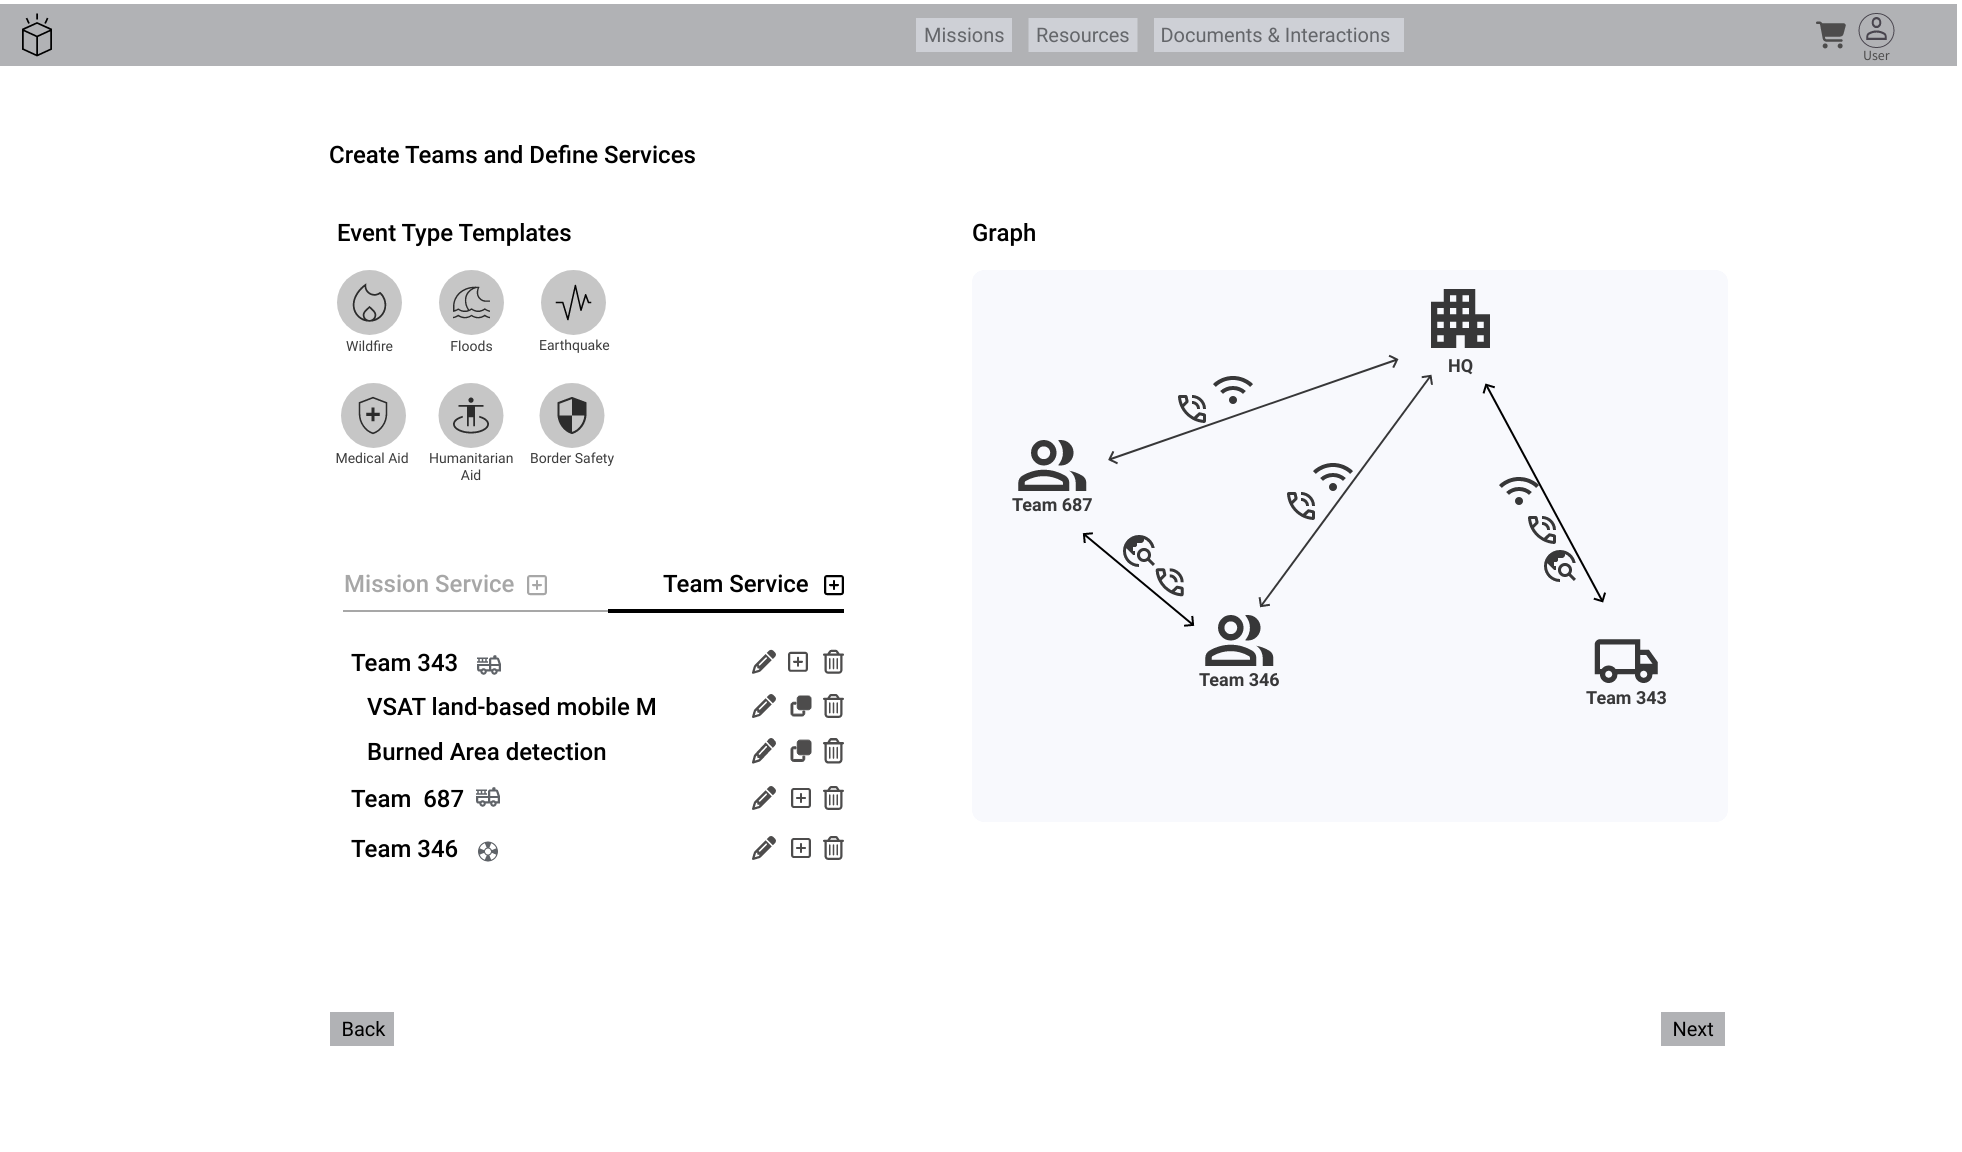 Missions
Resources
Documents & Interactions
User
Create Teams and Define Services
Event Type Templates
Wildfire
Floods
Earthquake
Medical Aid
Humanitarian
Aid
Border Safety
Mission Service
Team Service
Team 343
VSAT land-based mobile M
Burned Area detection
Team 687
Team 346
Graph
HQ
Team 687
Team 346
Team 343
Back
Next